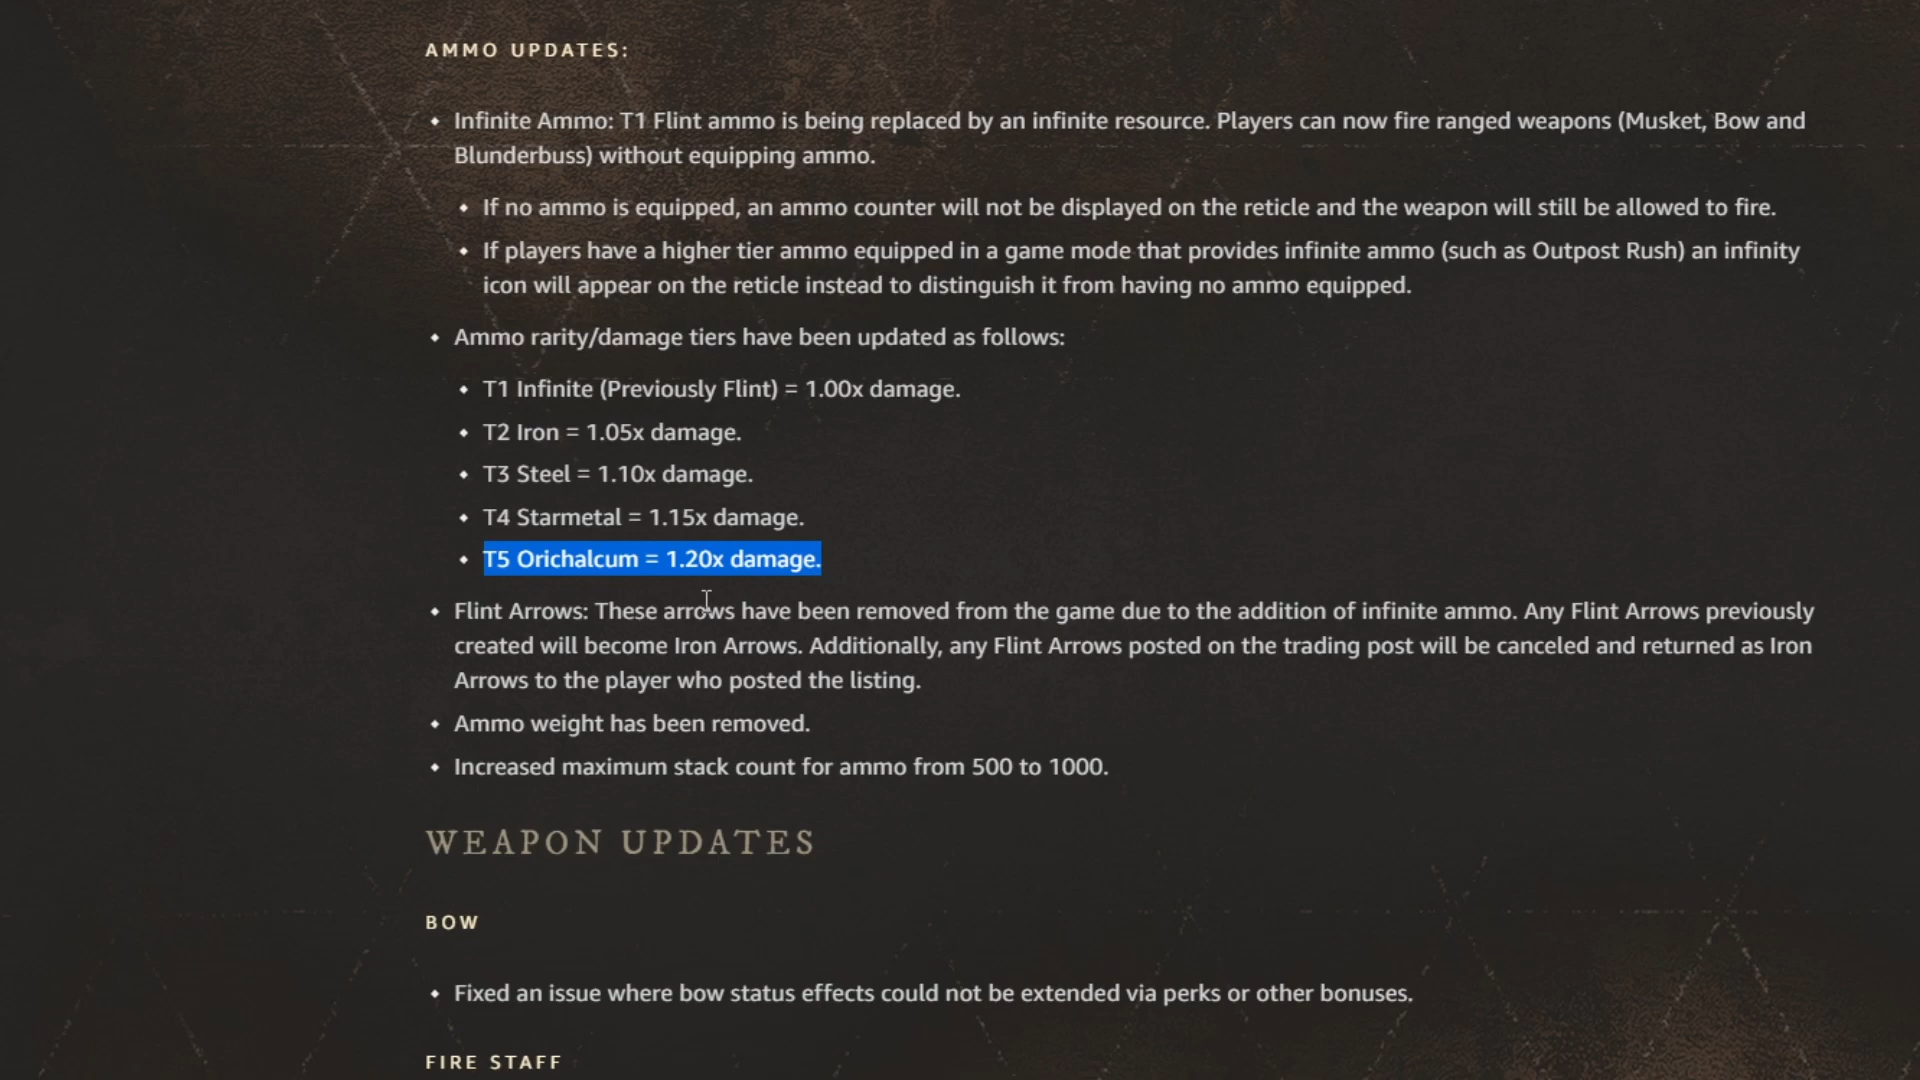 AMMO UPDATES:
Infinite Ammo: T1 Flint ammo is being replaced by an infinite resource. Players can now fire ranged weapons (Musket, Bow and
Blunderbuss) without equipping ammo.
If no ammo is equipped, an ammo counter will not be displayed on the reticle and the weapon will still be allowed to fire.
If players have a higher tier ammo equipped in a game mode that provides infinite ammo (such as Outpost Rush) an infinity
icon will appear on the reticle instead to distinguish it from having no ammo equipped.
Ammo rarity/damage tiers have been updated as follows:
T1 Infinite (Previously Flint) = 1.00x damage.
T2 Iron = 1.05x damage.
T3 Steel = 1.10x damage.
T4 Starmetal = 1.15x damage.
T5 Orichalcum = 1.20x damage.
Flint Arrows: These arrows have been removed from the game due to the addition of infinite ammo. Any Flint Arrows previously
created will become Iron Arrows. Additionally, any Flint Arrows posted on the trading post will be canceled and returned as Iron
Arrows to the player who posted the listing.
Ammo weight has been removed.
Increased maximum stack count for ammo from 500 to 1000.
WEAPON UPDATES
BOW
Fixed an issue where bow status effects could not be extended via perks or other bonuses.
FIRE STAFF